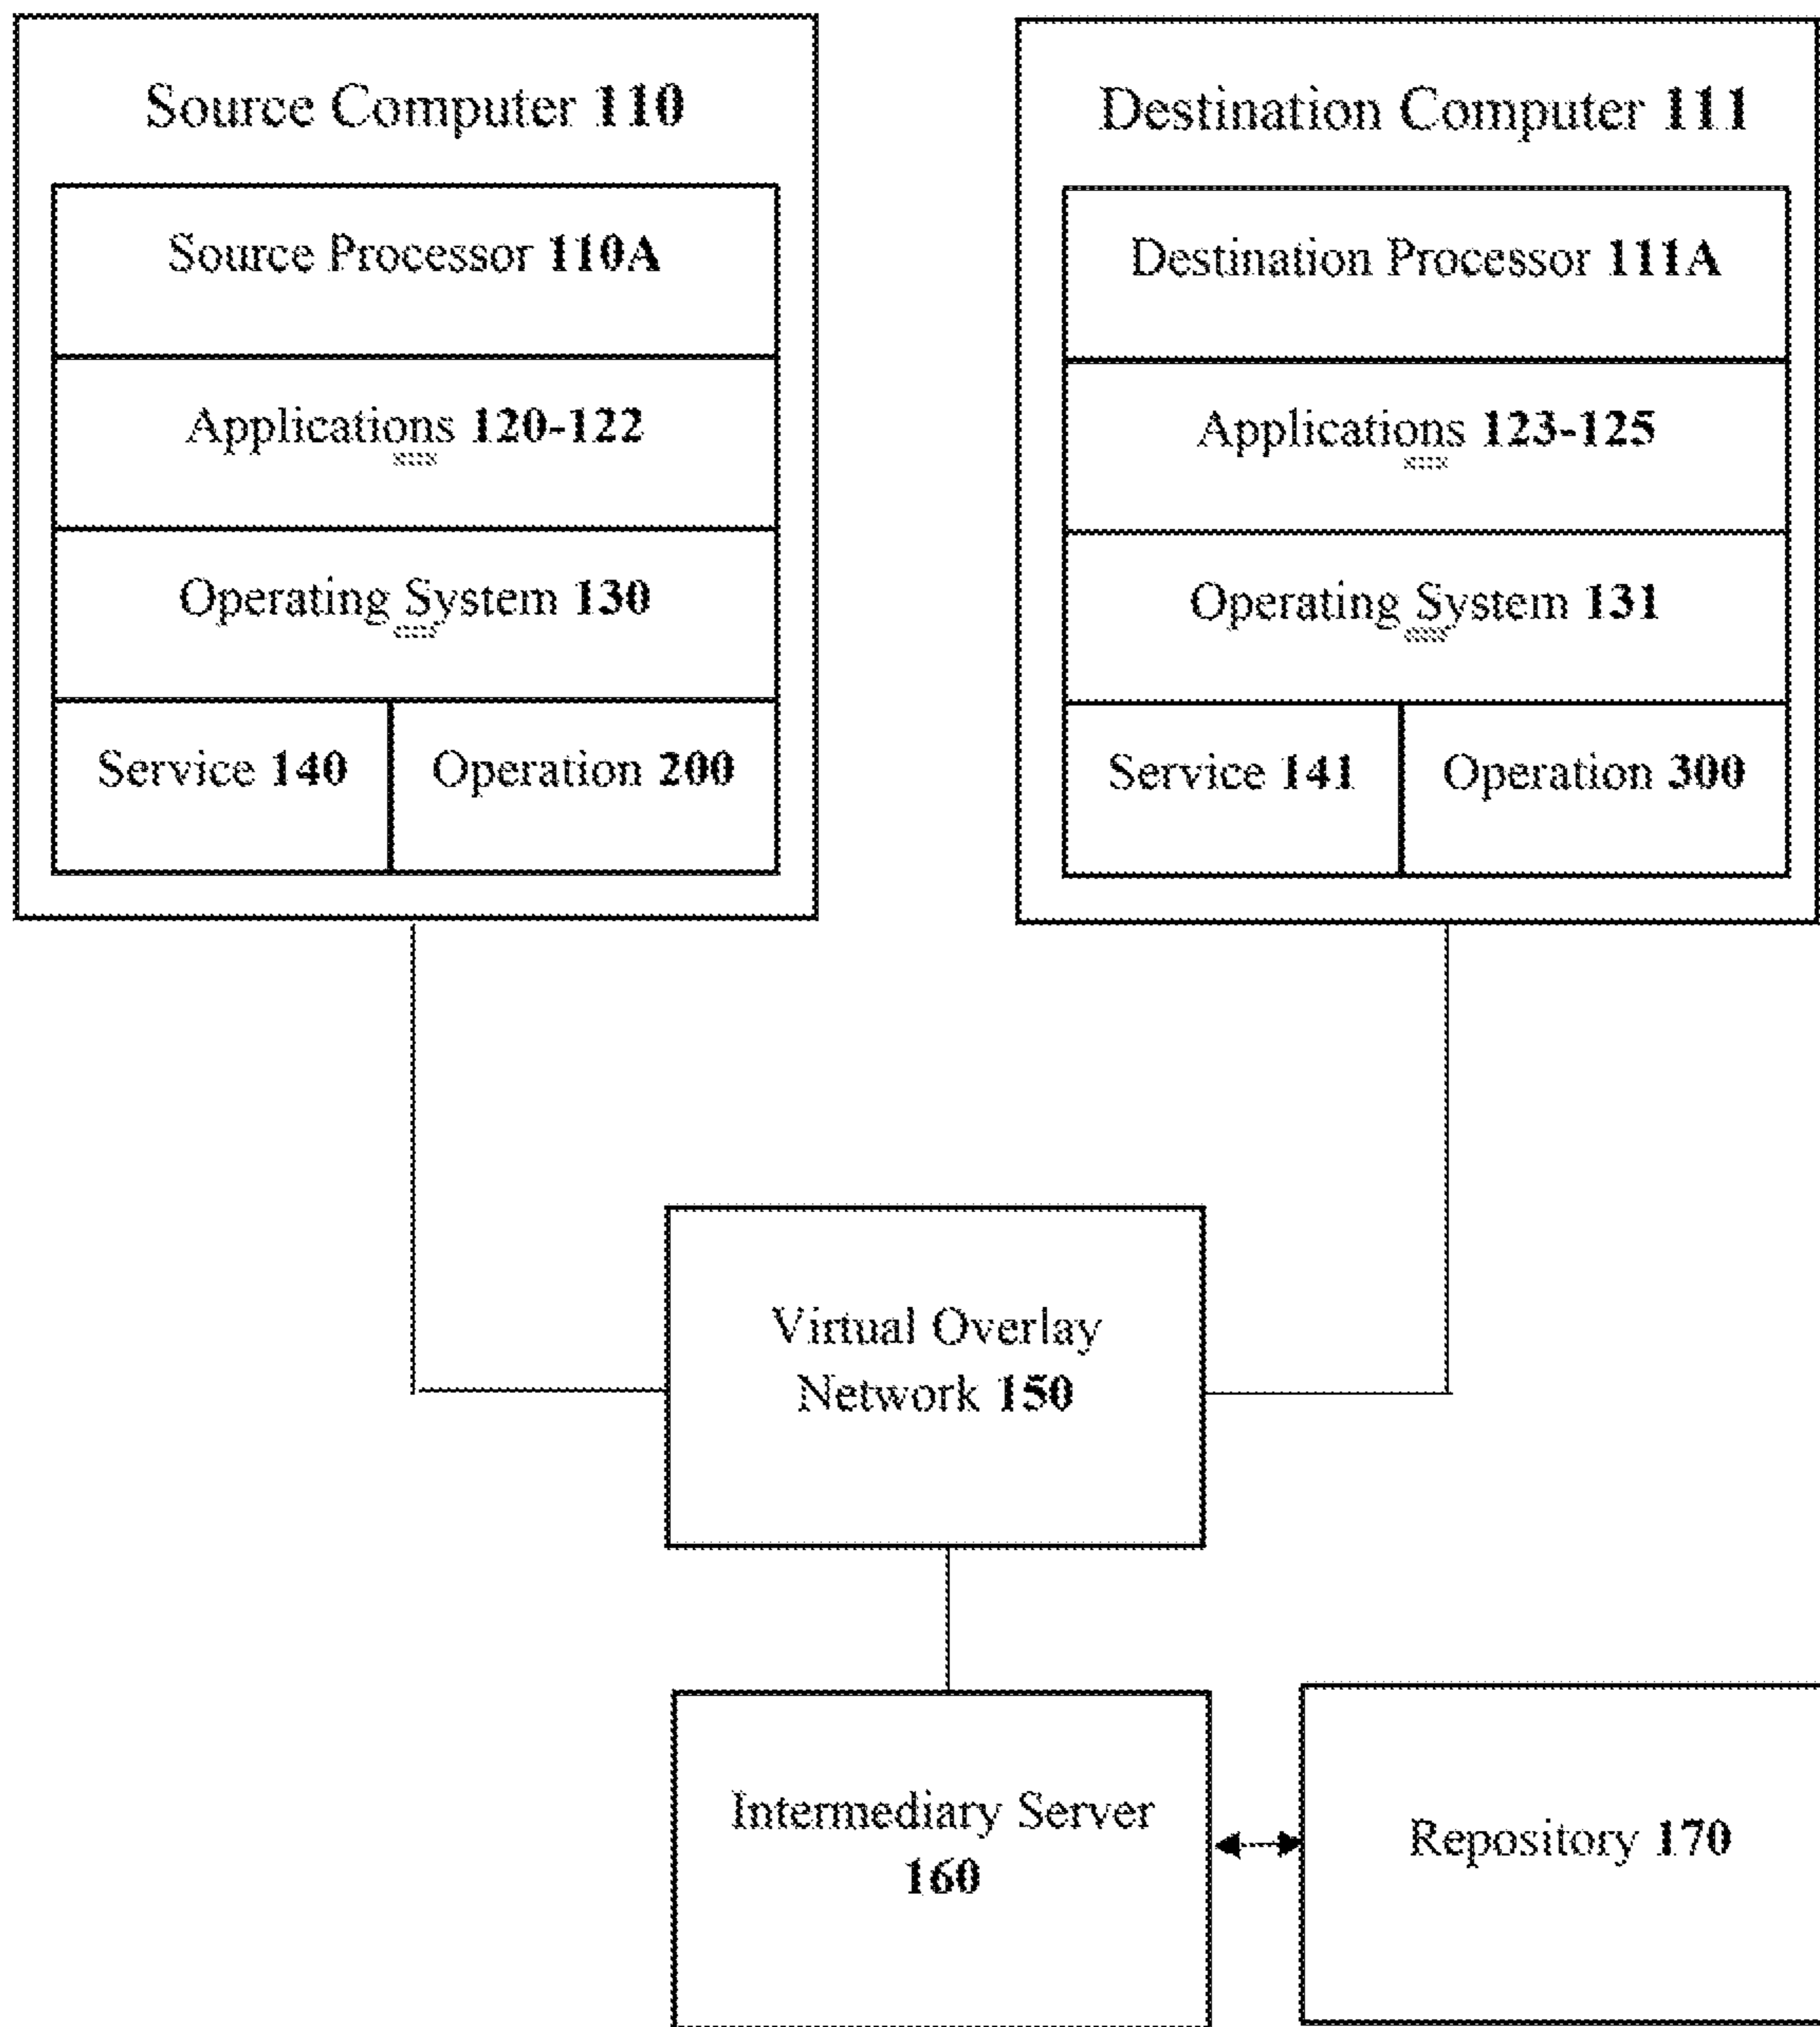 Source Computer 110
Source Processor 110A
Applications 120-122
Operating System 130
Service 140
Operation 200
Destination Computer 111
Destination Processor 111A
Applications 123-125
Operating System 131
Service 141
Operation 300
Virtual Overlay
Network 150
Intermediary Server
160
Repository 170